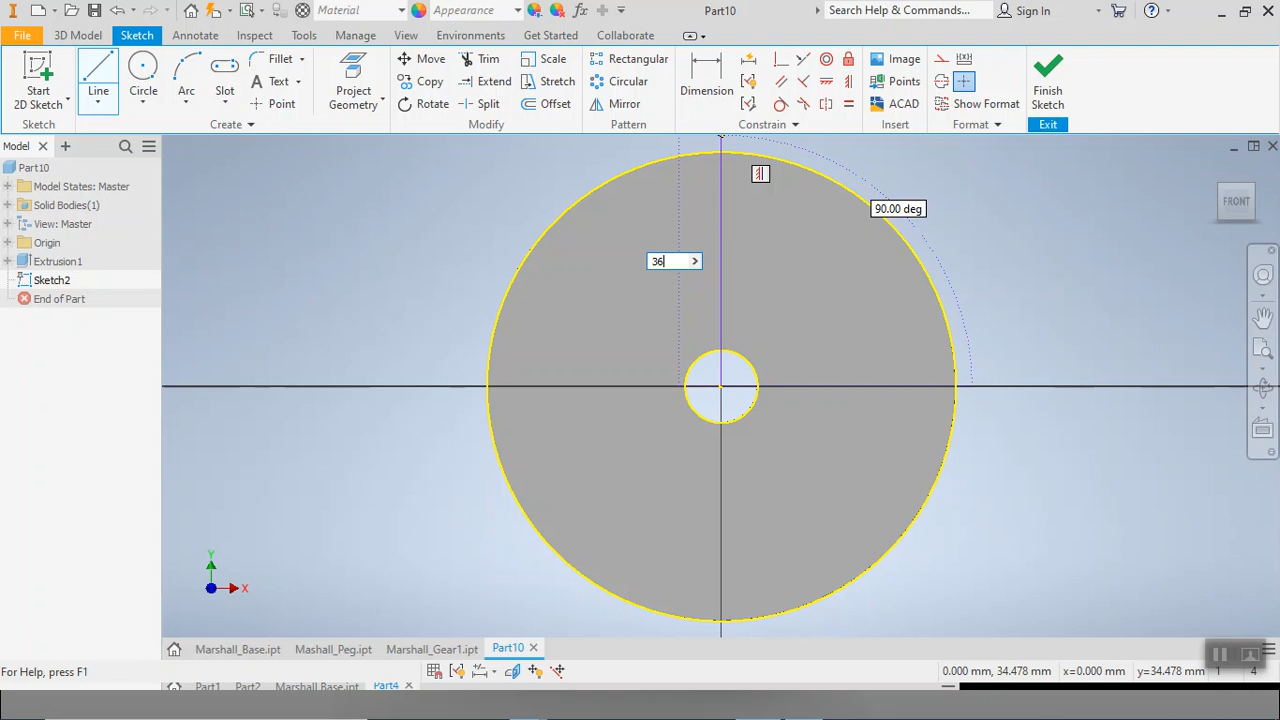 Material
Appearance
Part10
Search Help & Commands...
Sign In
File
3D Model
Sketch
Annotate
Inspect
Tools
Manage
View
Environments
Get Started
Collaborate
Start
2D Sketch
Line
Circle
Arc
Slot
Fillet
Text
Point
Project
Geometry
Move
Copy
Rotate
Trim
Extend
Split
Scale
Stretch
Offset
Rectangular
Circular
Mirror
Dimension
Image
Points
ACAD
Show Format
Finish
Sketch
Sketch
Create
Modify
Pattern
Constrain
Insert
Format
Exit
Model
Part10
Model States: Master
Solid Bodies(1)
View: Master
Origin
Extrusion1
Sketch2
End of Part
90.00 deg
36
FRONT
Y
X
Marshall_Base.ipt
Mashall_Peg.ipt
Marshall_Gear1.ipt
Part10
For Help, press F1
0.000 mm, 34.478 mm
x=0.000 mm
y=34.478 mm
1
4
Part1
Part2
Marshall Base.ipt
Part4